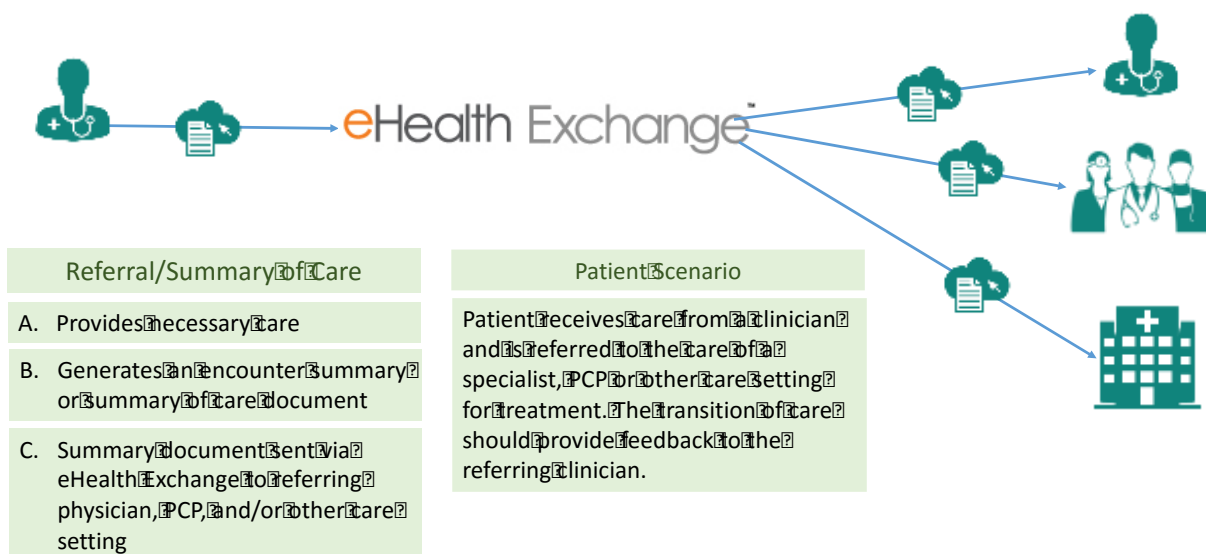 eHealth Exchange™
Referral/Summary of Care
A. Provides necessary care
B. Generates an encounter summary
or summary of care document
C. Summary document sent via
eHealth Exchange to referring
physician, PCP, and/or other care
setting
Patient Scenario
Patient receives care from a clinician
and is referred to the care of a
specialist, PCP or other care setting
for treatment. The transition of care
should provide feedback to the
referring clinician.